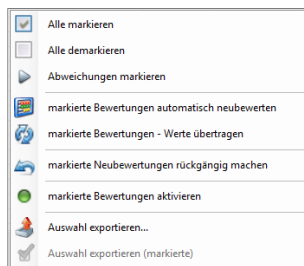 Alle markieren
Alle demarkieren
Abweichungen markieren
markierte Bewertungen automatisch neubewerten
markierte Bewertungen - Werte übertragen
markierte Neubewertungen rückgängig machen
markierte Bewertungen aktivieren
Auswahl exportieren...
Auswahl exportieren (markierte)